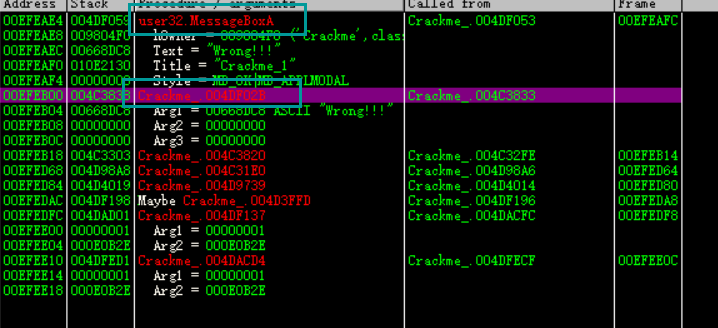 Address Stack Procedure / arguments Called from Frame
00EFEAE4 004DF059 user32.MessageBoxA Crackme_.004DF053 00EFEAFC
00EFEAE8 009804F0 hOwner = 009804F0 ('Crackme',clas
00EFEAEC 00668DC8 Text = "Wrong!!!"
00EFEAF0 010E2130 Title = "Crackme_1"
00EFEAF4 00000000 Style = MB_OK|MB_APPLMODAL
00EFEB00 004C3838 Crackme_.004DF02B Crackme_.004C3833
00EFEB04 00668DC8 Arg1 = 00668DC8 ASCII "Wrong!!!"
00EFEB08 00000000 Arg2 = 00000000
00EFEB0C 00000000 Arg3 = 00000000
00EFEB18 004C3303 Crackme_.004C3820 Crackme_.004C32FE 00EFEB14
00EFED68 004D98A8 Crackme_.004C31E0 Crackme_.004D98A6 00EFED64
00EFED84 004D4019 Crackme_.004D9739 Crackme_.004D4014 00EFED80
00EFEDAC 004DF198 Maybe Crackme_.004D3FFD Crackme_.004DF196 00EFEDA8
00EFEDFC 004DAD01 Crackme_.004DF137 Crackme_.004DACFC 00EFEDF8
00EFEE00 00000001 Arg1 = 00000001
00EFEE04 000E0B2E Arg2 = 000E0B2E
00EFEE10 004DFED1 Crackme_.004DACD4 Crackme_.004DFECF 00EFEE0C
00EFEE14 00000001 Arg1 = 00000001
00EFEE18 000E0B2E Arg2 = 000E0B2E